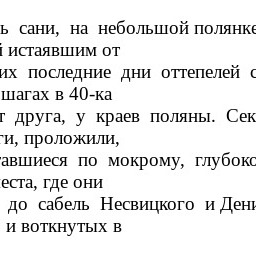 ь сани, на небольшой полянке
й истаявшим от
их последние дни оттепелей с
шагах в 40-ка
т друга, у краев поляны. Сек
ги, проложили,
тавшиеся по мокрому, глубоко
еста, где они
до сабель Несвицкого и Дени
и воткнутых в